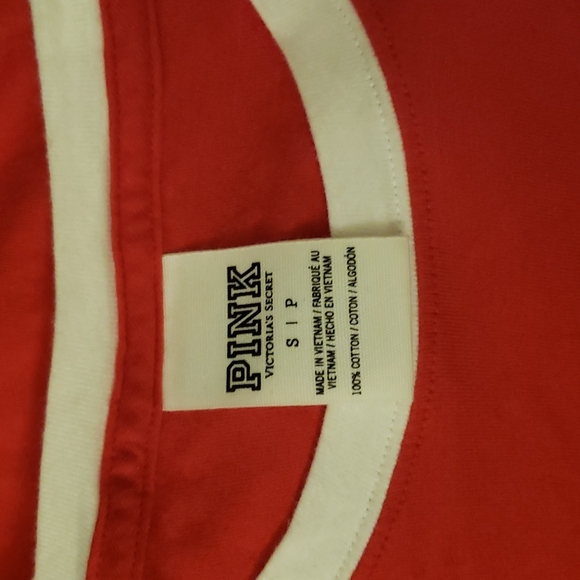 PINK
VICTORIA'S SECRET
S | P
MADE IN VIETNAM / FABRIQUÉ AU
VIETNAM / HECHO EN VIETNAM
100% COTTON / COTON / ALGODÓN